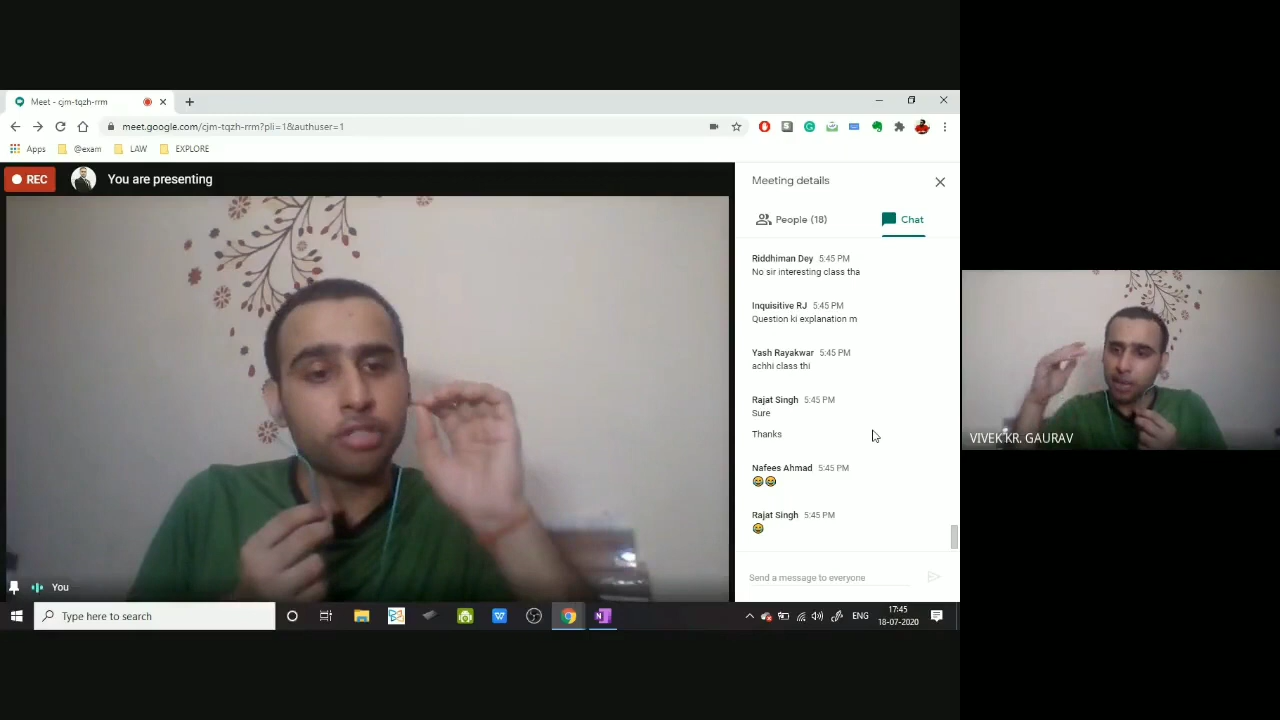 Meet - cjm-tqzh-rrm
meet.google.com/cjm-tqzh-rrm?pli=1&authuser=1
Apps @exam LAW EXPLORE
REC You are presenting
Meeting details
People (18) Chat
Riddhiman Dey 5:45 PM
No sir interesting class tha
Inquisitive RJ 5:45 PM
Question ki explanation m
Yash Rayakwar 5:45 PM
achhi class thi
Rajat Singh 5:45 PM
Sure
Thanks
Nafees Ahmad 5:45 PM
😂😂
Rajat Singh 5:45 PM
😂
Send a message to everyone
You
VIVEK KR. GAURAV
Type here to search
ENG
17:45
18-07-2020